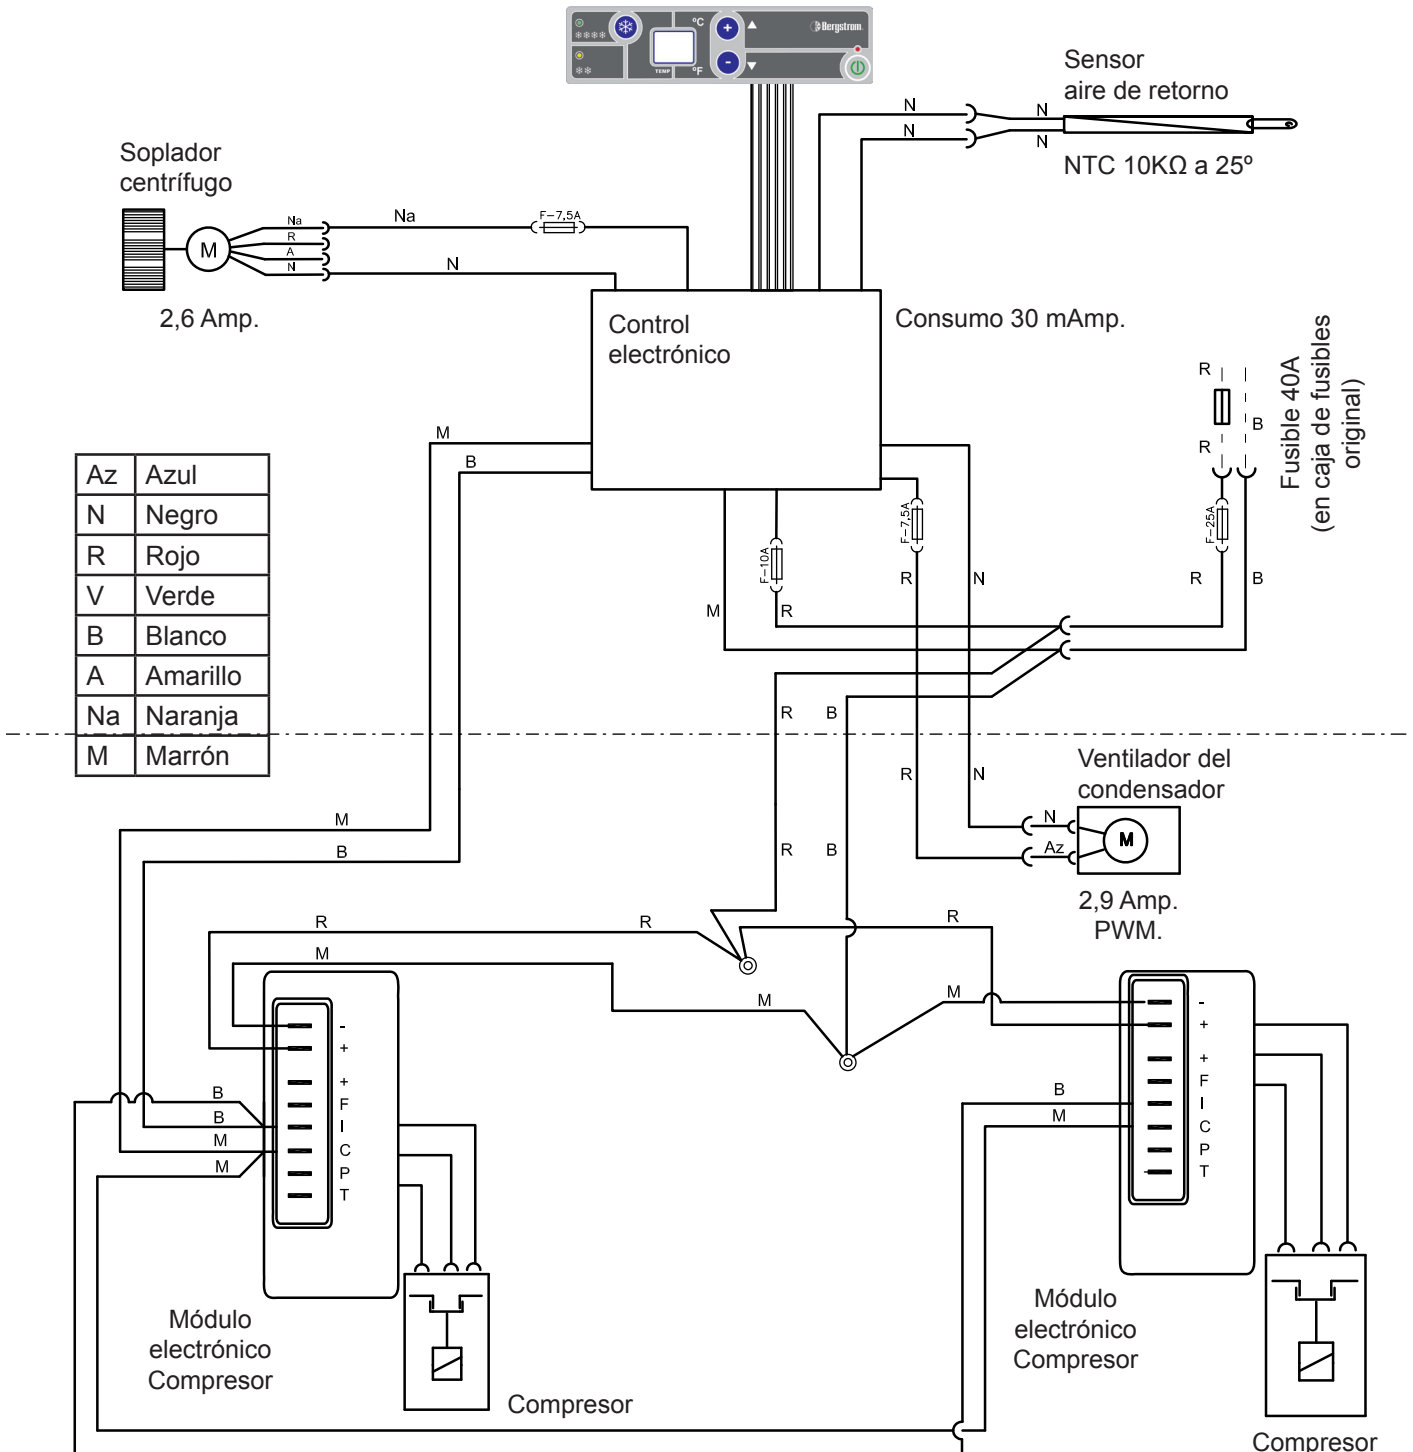 °C
Bergstrom.
TEMP
°F
+
-
Sensor
aire de retorno
N
N
N
N
NTC 10KΩ a 25º
Soplador
centrífugo
Na
R
A
N
Na
F-7,5A
N
M
2,6 Amp.
Control
electrónico
Consumo 30 mAmp.
R
R
B
Fusible 40A
(en caja de fusibles
original)
M
B
Az Azul
N Negro
R Rojo
V Verde
B Blanco
A Amarillo
Na Naranja
M Marrón
F-10A
F-7,5A
F-25A
M
R
R
N
R
B
R
B
R
N
Ventilador del
condensador
N
Az
M
2,9 Amp.
PWM.
M
B
R
B
R
R
R
M
M
M
-
+
+
F
I
C
P
T
B
B
M
M
B
M
-
+
+
F
I
C
P
T
Módulo
electrónico
Compresor
Compresor
Módulo
electrónico
Compresor
Compresor